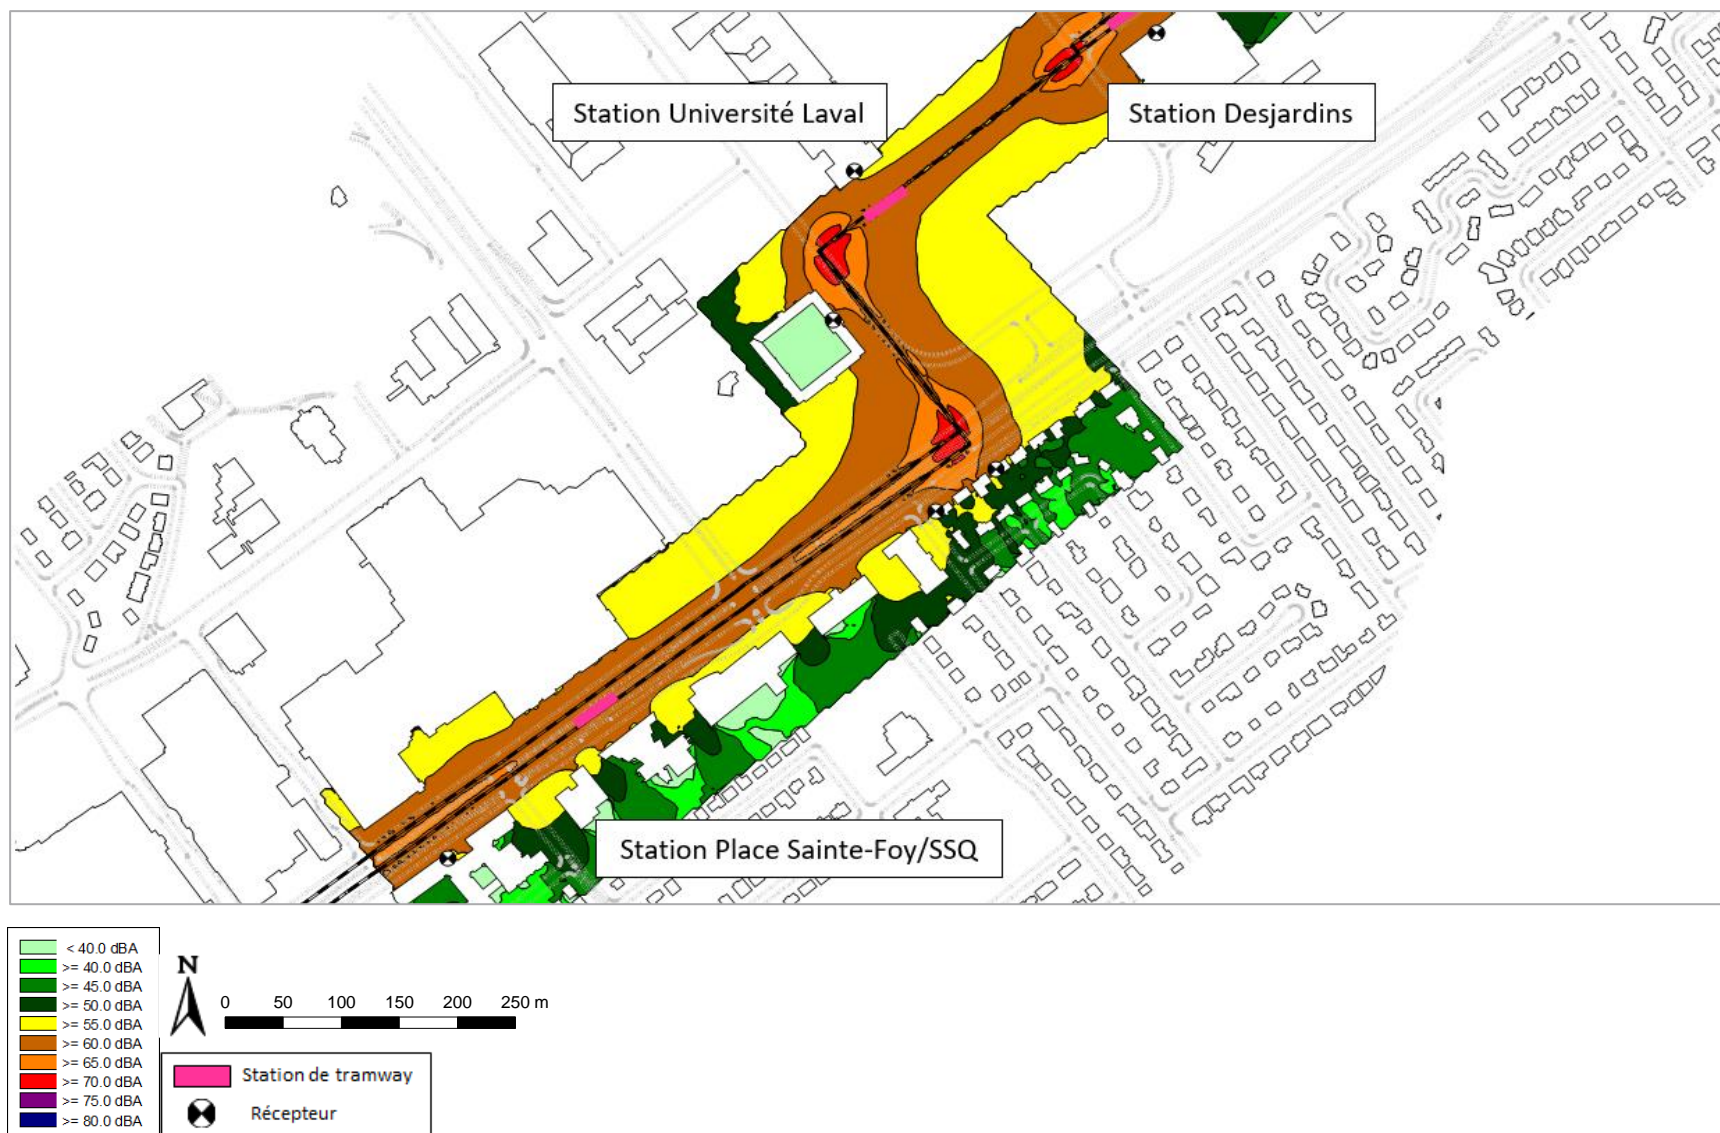 Station Université Laval
Station Desjardins
Station Place Sainte-Foy/SSQ
< 40.0 dBA
>= 40.0 dBA
>= 45.0 dBA
>= 50.0 dBA
>= 55.0 dBA
>= 60.0 dBA
>= 65.0 dBA
>= 70.0 dBA
>= 75.0 dBA
>= 80.0 dBA
N
0 50 100 150 200 250 m
Station de tramway
Récepteur